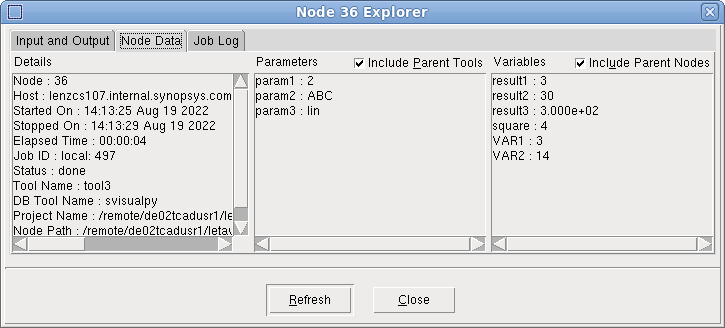 Node 36 Explorer
Input and Output
Node Data
Job Log
Details
Node : 36
Host : lenzcs107.internal.synopsys.com
Started On : 14:13:25 Aug 19 2022
Stopped On : 14:13:29 Aug 19 2022
Elapsed Time : 00:00:04
Job ID : local: 497
Status : done
Tool Name : tool3
DB Tool Name : svisualpy
Project Name : /remote/de02tcadusr1/le
Node Path : /remote/de02tcadusr1/leta
Parameters
Include Parent Tools
param1 : 2
param2 : ABC
param3 : lin
Variables
Include Parent Nodes
result1 : 3
result2 : 30
result3 : 3.000e+02
square : 4
VAR1 : 3
VAR2 : 14
Refresh
Close